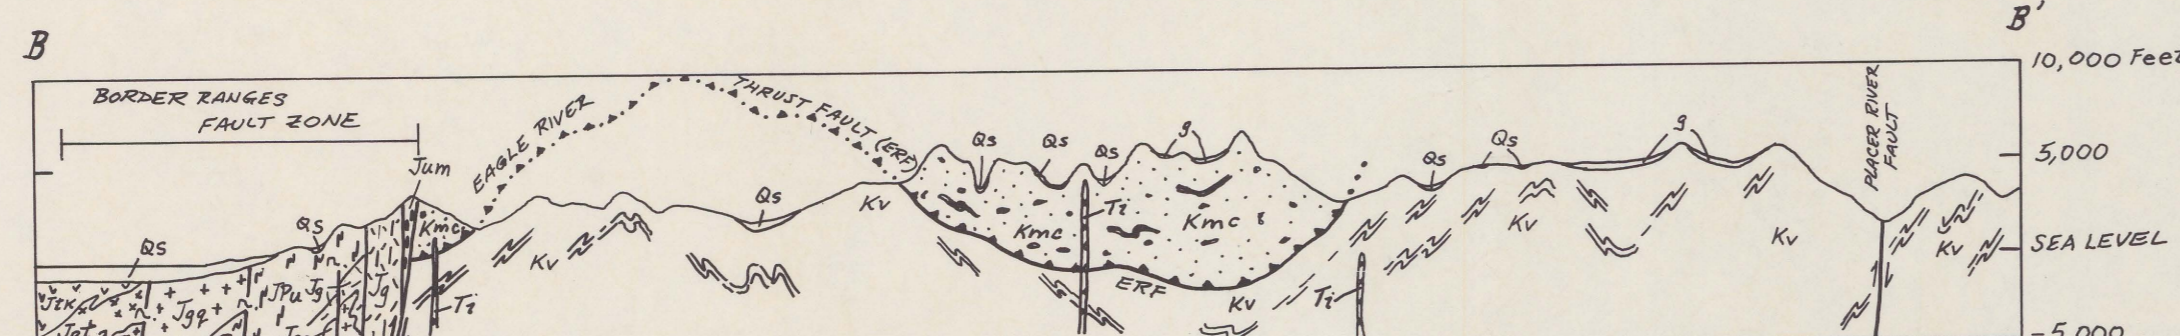 B
B'
10,000 Feet
BORDER RANGES
FAULT ZONE
EAGLE RIVER
THRUST FAULT (ERF)
PLACER RIVER
FAULT
Jum
Qs
Qs
Qs
g
Qs
Qs
g
5,000
Qs
Kv
Ti
Kmc
Kmc
Kmc
Qs
Qs
Kv
Kv
Kv
Kv
SEA LEVEL
ERF
Kv
Ti
Ti
Jtk
Jgq
JPu
Jg
Jg
-5,000